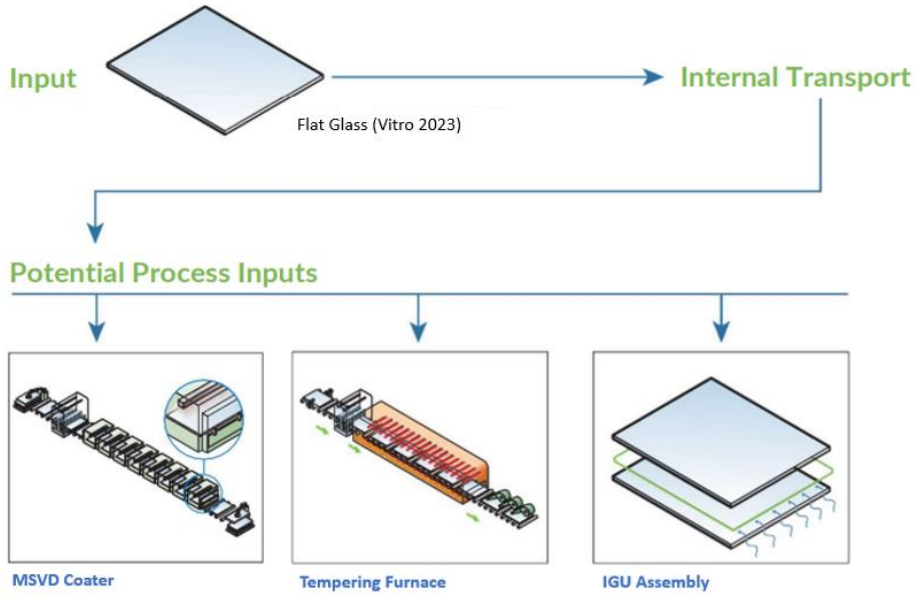 Input
Internal Transport
Flat Glass (Vitro 2023)
Potential Process Inputs
MSVD Coater
Tempering Furnace
IGU Assembly